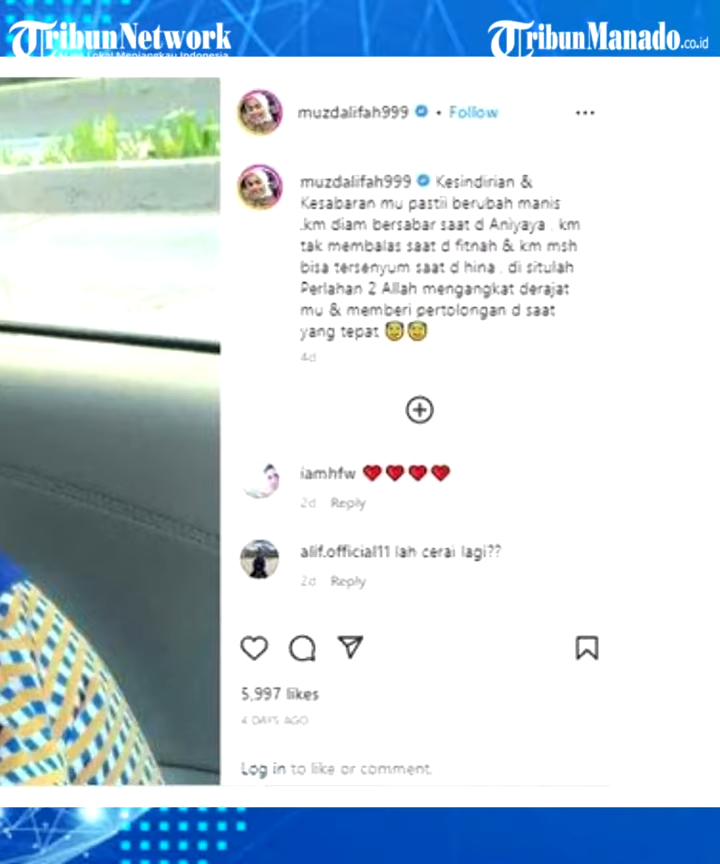 TribunNetwork
Lokal Menjangkau Indonesia
TribunManado.co.id
muzdalifah999 • Follow
muzdalifah999 Kesindirian &
Kesabaran mu pastii berubah manis
.km diam bersabar saat d Aniyaya . km
tak membalas saat d fitnah & km msh
bisa tersenyum saat d hina . di situlah
Perlahan 2 Allah mengangkat derajat
mu & memberi pertolongan d saat
yang tepat 😇😇
4d
iamhfw ❤❤❤❤
2d Reply
alif.official11 lah cerai lagi??
2d Reply
5,997 likes
4 DAYS AGO
Log in to like or comment.